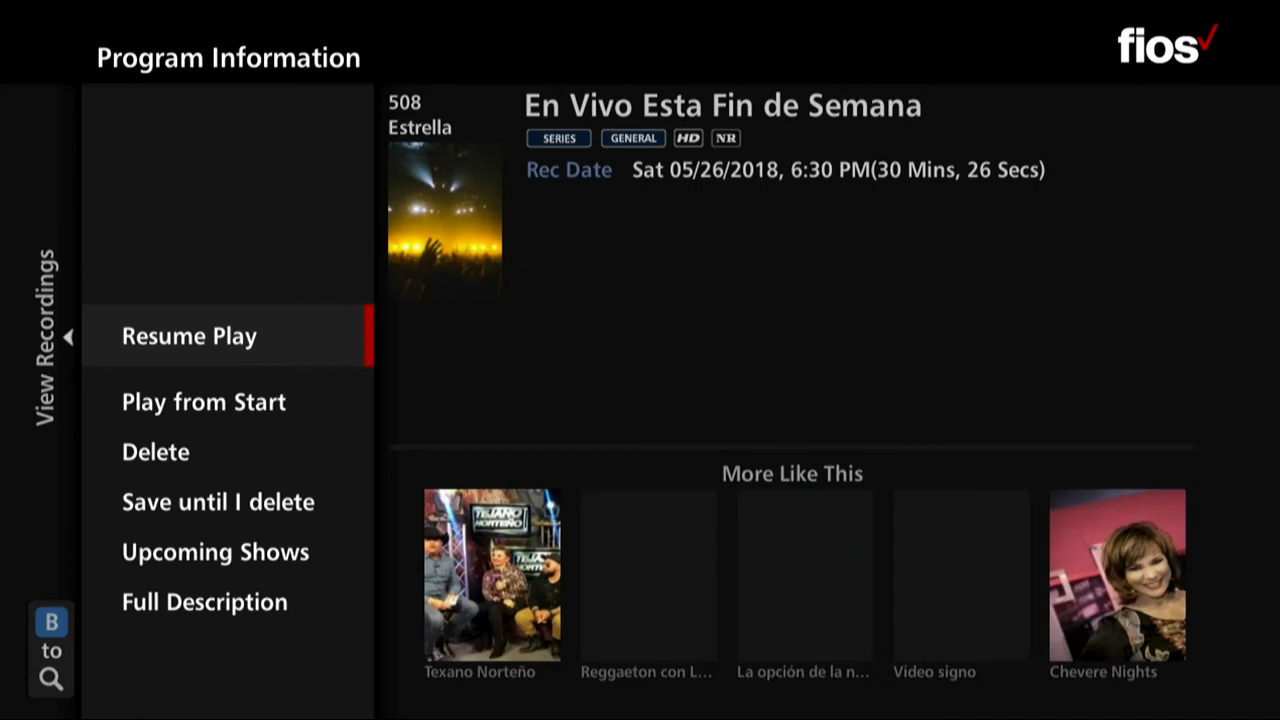 Program Information
fios
View Recordings
508
Estrella
En Vivo Esta Fin de Semana
SERIES GENERAL HD NR
Rec Date Sat 05/26/2018, 6:30 PM(30 Mins, 26 Secs)
Resume Play
Play from Start
Delete
Save until I delete
Upcoming Shows
Full Description
B
to
More Like This
TEJANO
NORTEÑO
TEJA
NORTE
Texano Norteño
Reggaeton con L...
La opción de la n...
Vídeo signo
Chevere Nights